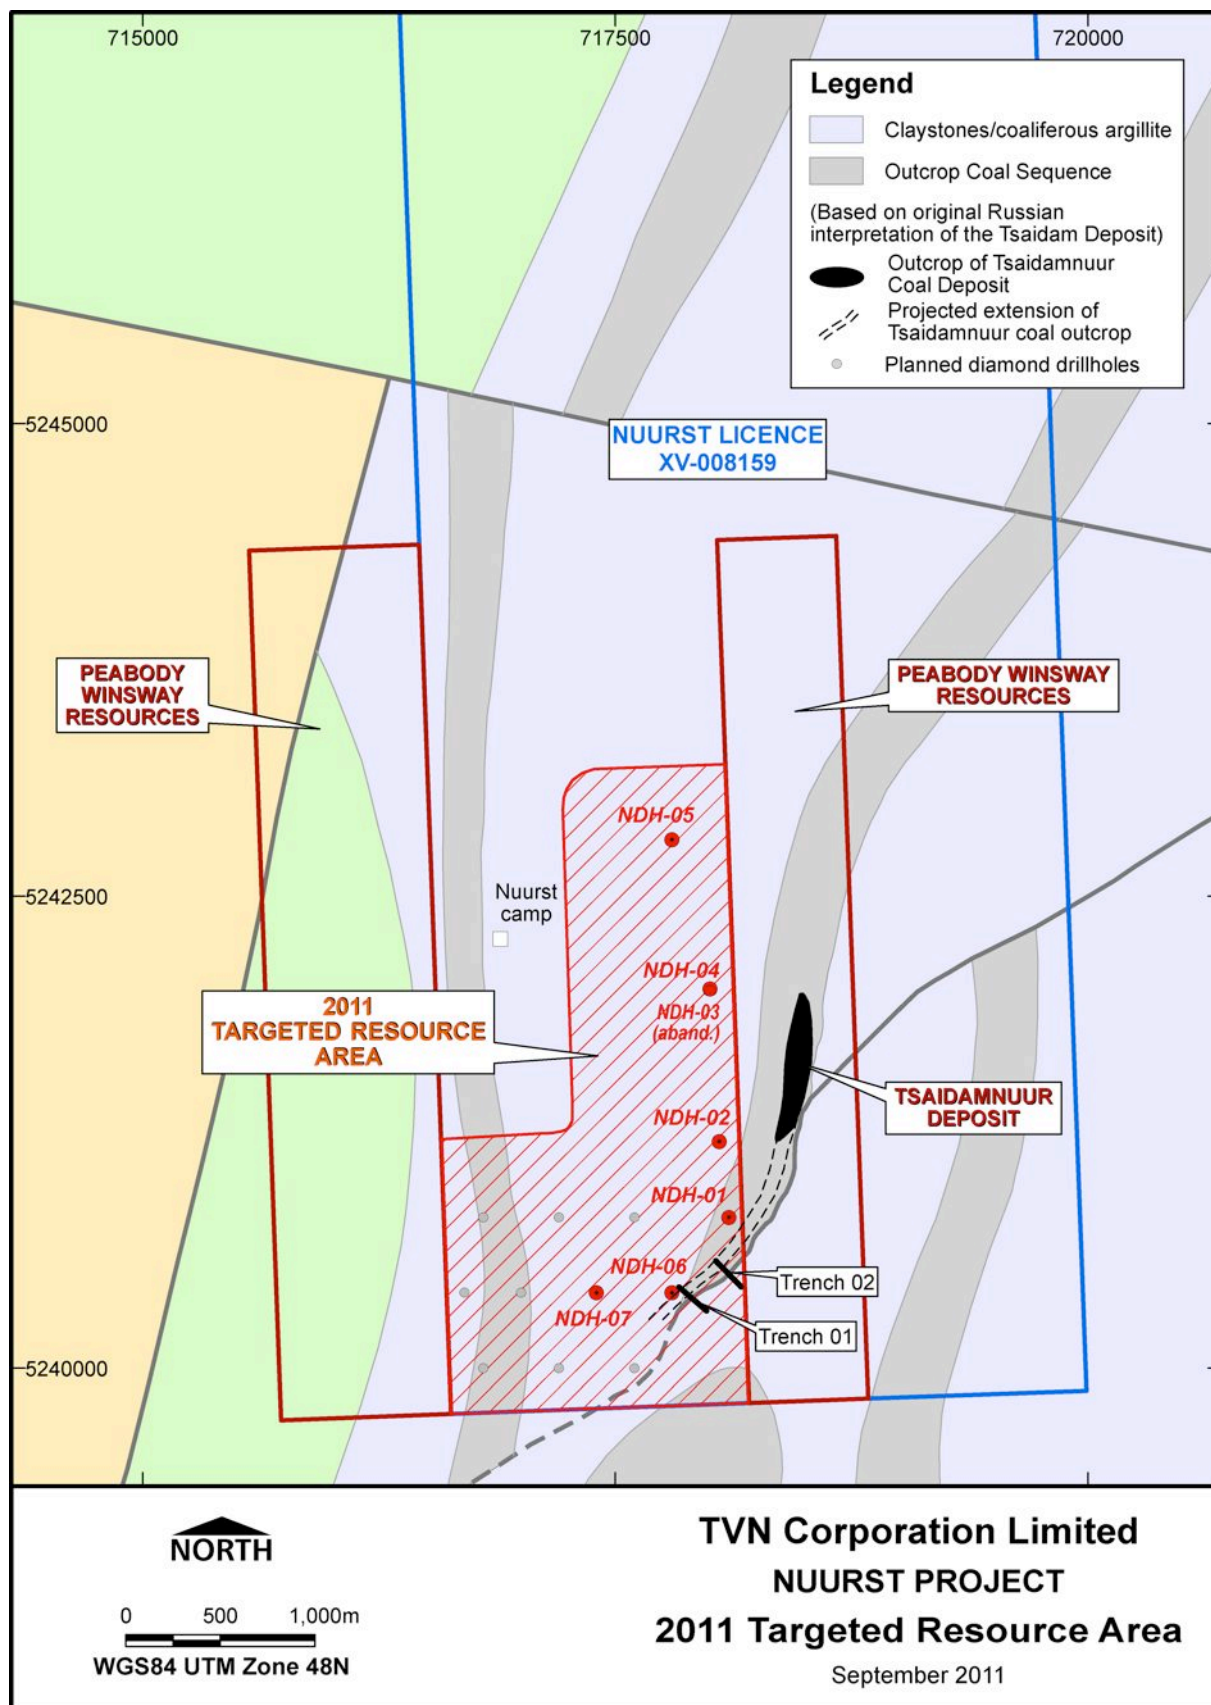 715000
717500
720000
Legend
Claystones/coaliferous argillite
Outcrop Coal Sequence
(Based on original Russian
interpretation of the Tsaidam Deposit)
Outcrop of Tsaidamnuur
Coal Deposit
Projected extension of
Tsaidamnuur coal outcrop
Planned diamond drillholes
5245000
NUURST LICENCE
XV-008159
PEABODY
WINSWAY
RESOURCES
PEABODY WINSWAY
RESOURCES
NDH-05
5242500
Nuurst
camp
NDH-04
NDH-03
(aband.)
2011
TARGETED RESOURCE
AREA
TSAIDAMNUUR
DEPOSIT
NDH-02
NDH-01
NDH-06
NDH-07
Trench 02
Trench 01
5240000
NORTH
0 500 1,000m
WGS84 UTM Zone 48N
TVN Corporation Limited
NUURST PROJECT
2011 Targeted Resource Area
September 2011